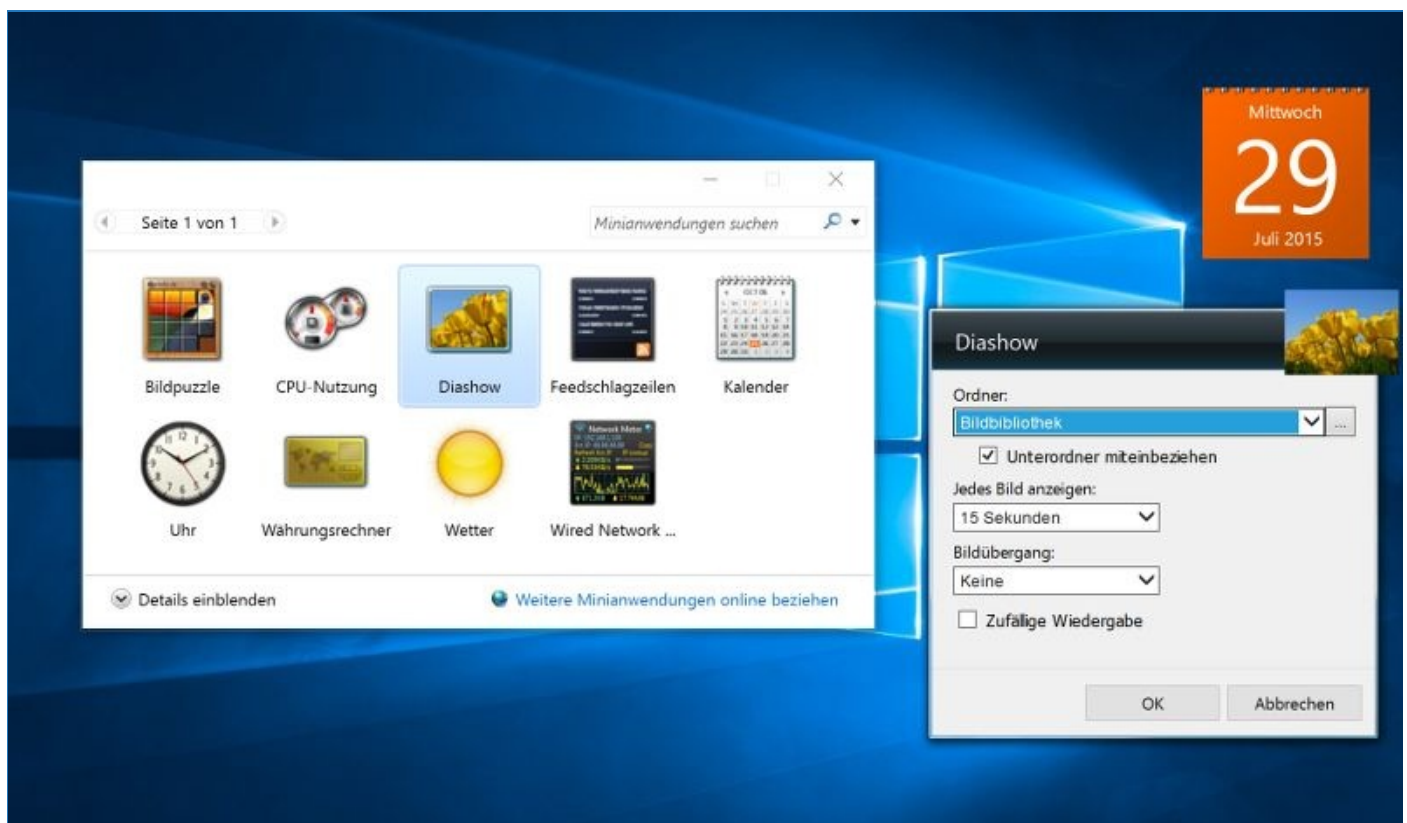 Mittwoch
29
Juli 2015
Seite 1 von 1
Minianwendungen suchen
Bildpuzzle
CPU-Nutzung
Diashow
Feedschlagzeilen
Kalender
Uhr
Währungsrechner
Wetter
Wired Network ...
Network Meter
Details einblenden
Weitere Minianwendungen online beziehen
Diashow
Ordner:
Bildbibliothek
...
Unterordner miteinbeziehen
Jedes Bild anzeigen:
15 Sekunden
Bildübergang:
Keine
Zufällige Wiedergabe
OK
Abbrechen